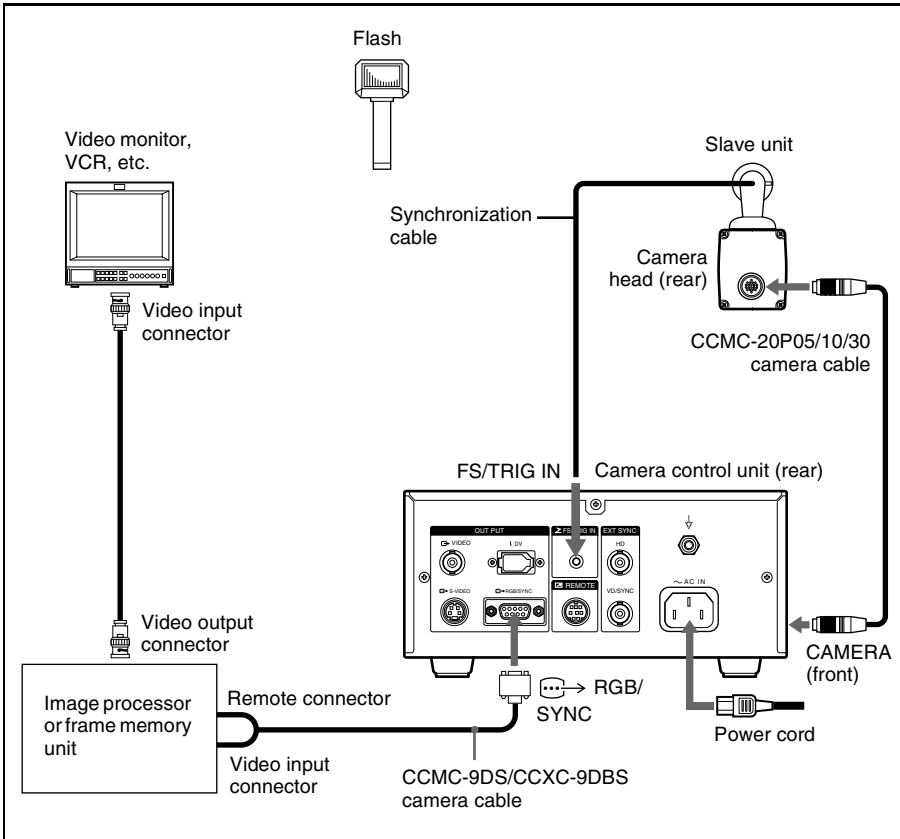 Flash
Video monitor,
VCR, etc.
Slave unit
Synchronization
cable
Camera
head (rear)
Video input
connector
CCMC-20P05/10/30
camera cable
FS/TRIG IN
Camera control unit (rear)
OUT PUT
VIDEO
i DV
FS/TRIG IN
EXT SYNC
HD
S-VIDEO
RGB/SYNC
REMOTE
VD/SYNC
~ AC IN
Video output
connector
CAMERA
(front)
Image processor
or frame memory
unit
Remote connector
RGB/
SYNC
Power cord
Video input
connector
CCMC-9DS/CCXC-9DBS
camera cable